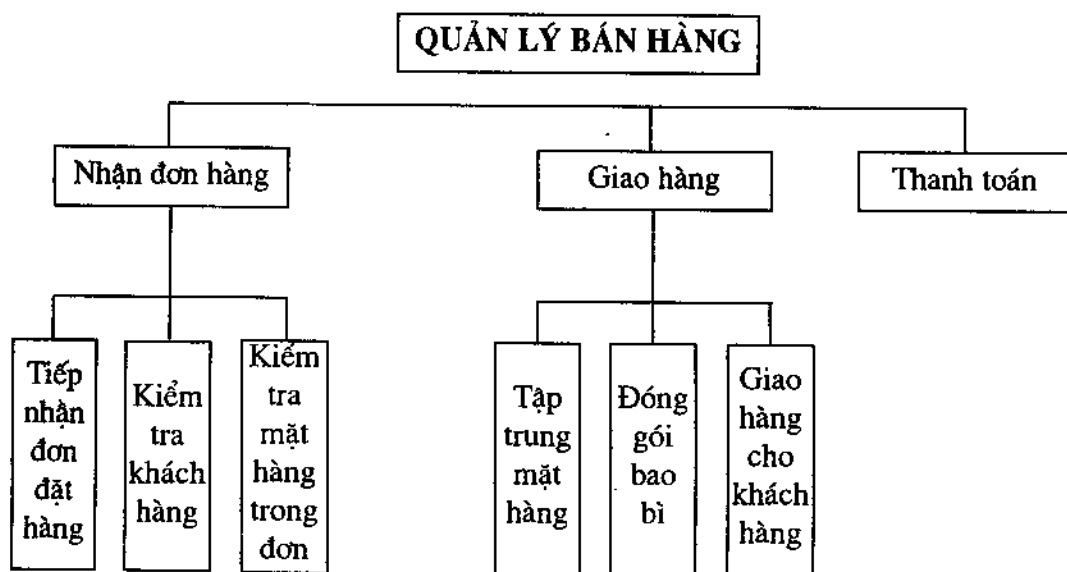 QUẢN LÝ BÁN HÀNG
Nhận đơn hàng
Giao hàng
Thanh toán
Tiếp
nhận
đơn
đặt
hàng
Kiểm
tra
khách
hàng
Kiểm
tra
mặt
hàng
trong
đơn
Tập
trung
mặt
hàng
Đóng
gói
bao
bì
Giao
hàng
cho
khách
hàng